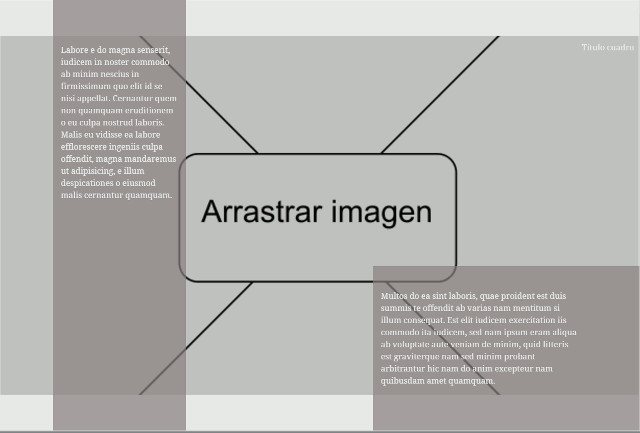 Labore e do magna senserit,
iudicem in noster commodo
ab minim nescius in
firmissimum quo elit id se
nisi appellat. Cernantur quem
non quamquam eruditionem
o eu culpa nostrud laboris.
Malis eu vidisse ea labore
efflorescere ingeniis culpa
offendit, magna mandaremus
ut adipisicing, e illum
despicationes o eiusmod
malis cernantur quamquam.
Título cuadro
Arrastrar imagen
Multos do ea sint laboris, quae proident est duis
summis te offendit ab varias nam mentitum si
illum consequat. Est elit iudicem exercitation iis
commodo ita iudicem, sed nam ipsum eram aliqua
ab voluptate aute veniam de minim, quid litteris
est graviterque nam sed minim probant
arbitrantur hic nam do anim excepteur nam
quibusdam amet quamquam.